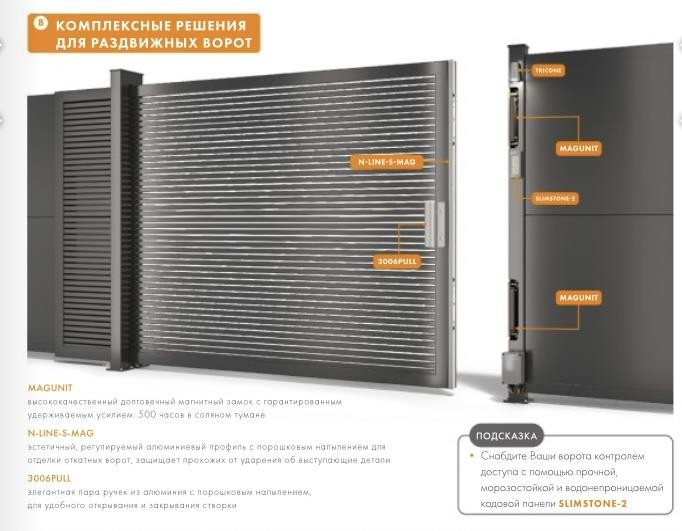 B
КОМПЛЕКСНЫЕ РЕШЕНИЯ
ДЛЯ РАЗДВИЖНЫХ ВОРОТ
TRICONE
MAGUNIT
N-LINE-S-MAG
SLIMSTONE-2
3006PULL
MAGUNIT
MAGUNIT
высококачественный долговечный магнитный замок с гарантированным
удерживаемым усилием. 500 часов в соляном тумане.
N-LINE-S-MAG
эстетичный, регулируемый алюминиевый профиль с порошковым напылением для
отделки откатных ворот, защищает прохожих от ударения об выступающие детали
3006PULL
элегантная пара ручек из алюминия с порошковым напылением,
для удобного открывания и закрывания створки
ПОДСКАЗКА
• Снабдите Ваши ворота контролем
доступа с помощью прочной,
морозостойкой и водонепроницаемой
кодовой панели SLIMSTONE-2